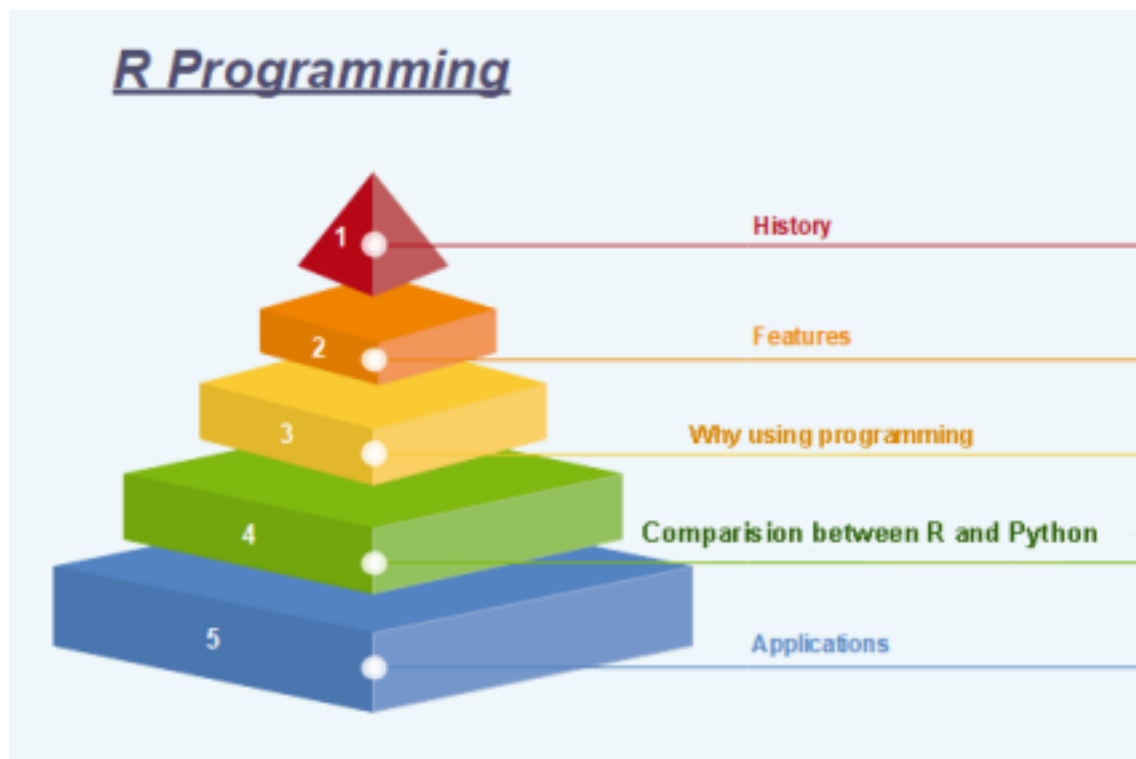 R Programming
1
History
2
Features
3
Why using programming
4
Comparision between R and Python
5
Applications